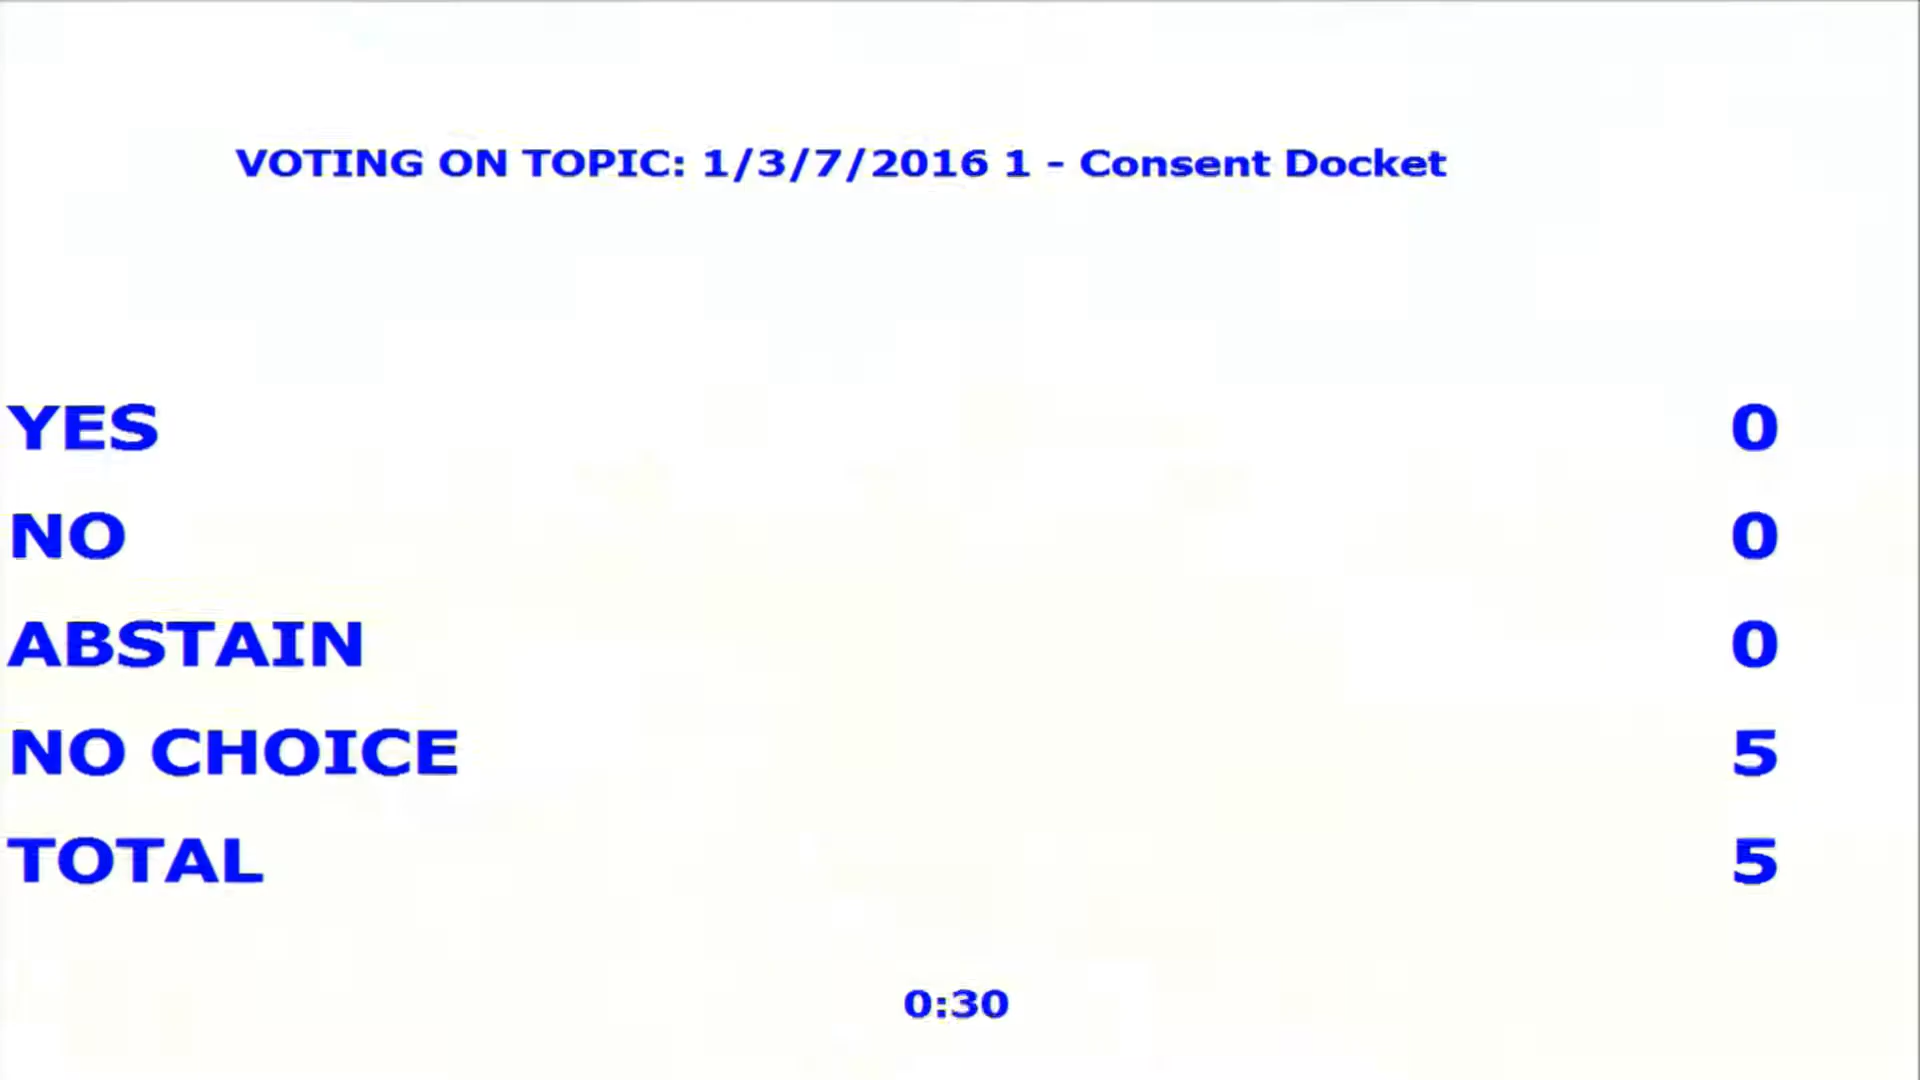 VOTING ON TOPIC: 1/3/7/2016 1 - Consent Docket
YES 0
NO 0
ABSTAIN 0
NO CHOICE 5
TOTAL 5
0:30